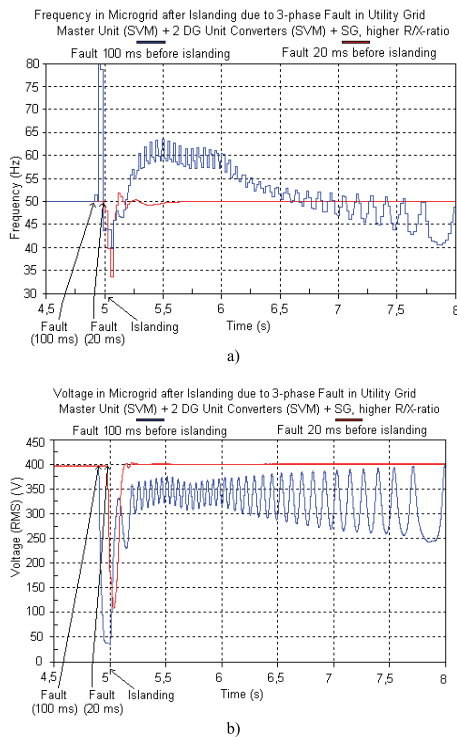 Frequency in Microgrid after Islanding due to 3-phase Fault in Utility Grid
Master Unit (SVM) + 2 DG Unit Converters (SVM) + SG, higher R/X-ratio
Fault 100 ms before islanding
Fault 20 ms before islanding
Frequency (Hz)
80
75
70
65
60
55
50
45
40
35
30
4,5
5
5,5
6
6,5
7
7,5
8
Fault
(100 ms)
Fault
(20 ms)
Islanding
Time (s)
a)
Voltage in Microgrid after Islanding due to 3-phase Fault in Utility Grid
Master Unit (SVM) + 2 DG Unit Converters (SVM) + SG, higher R/X-ratio
Fault 100 ms before islanding
Fault 20 ms before islanding
Voltage (RMS) (V)
450
400
350
300
250
200
150
100
50
0
4,5
5
5,5
6
6,5
7
7,5
8
Fault
(100 ms)
Fault
(20 ms)
Islanding
Time (s)
b)